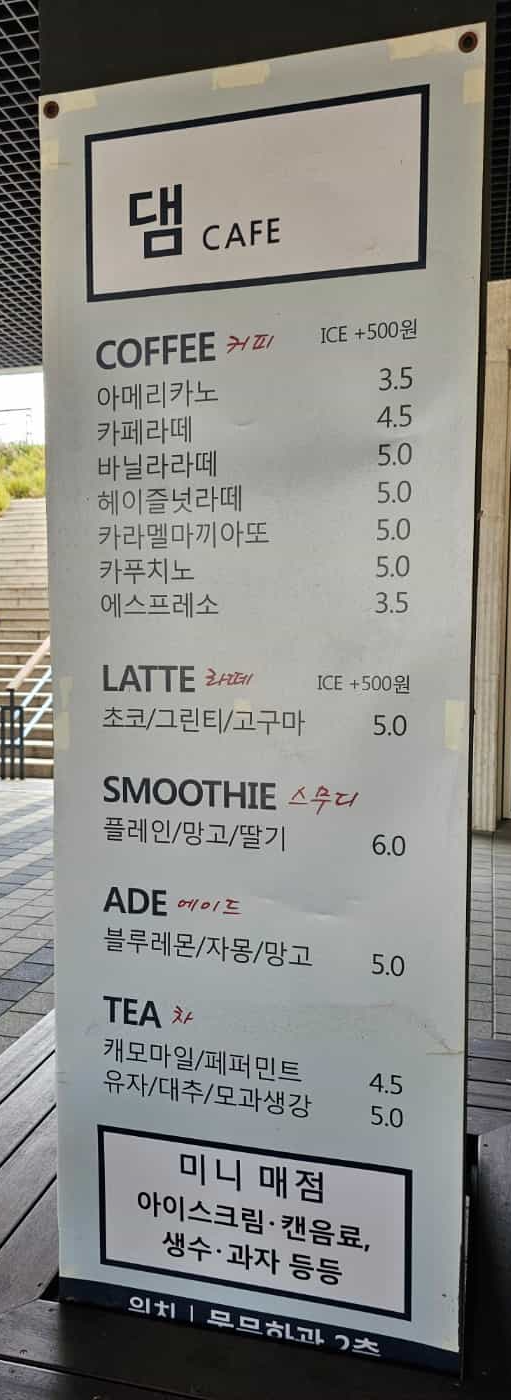 댐 CAFE
COFFEE 커피 ICE +500원
아메리카노 3.5
카페라떼 4.5
바닐라라떼 5.0
헤이즐넛라떼 5.0
카라멜마끼아또 5.0
카푸치노 5.0
에스프레소 3.5
LATTE 라떼 ICE +500원
초코/그린티/고구마 5.0
SMOOTHIE 스무디
플레인/망고/딸기 6.0
ADE 에이드
블루레몬/자몽/망고 5.0
TEA 차
캐모마일/페퍼민트 4.5
유자/대추/모과생강 5.0
미니 매점
아이스크림·캔음료,
생수·과자 등등
위치 | 2층